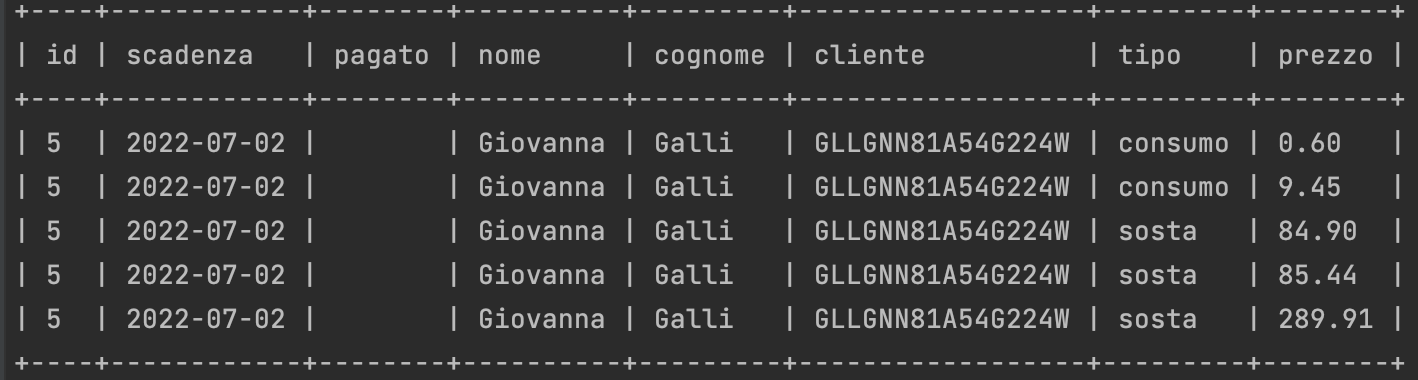 +----+------------+--------+----------+---------+------------------+---------+--------+
| id | scadenza   | pagato | nome     | cognome | cliente          | tipo    | prezzo |
+----+------------+--------+----------+---------+------------------+---------+--------+
| 5  | 2022-07-02 |        | Giovanna | Galli   | GLLGNN81A54G224W | consumo | 0.60   |
| 5  | 2022-07-02 |        | Giovanna | Galli   | GLLGNN81A54G224W | consumo | 9.45   |
| 5  | 2022-07-02 |        | Giovanna | Galli   | GLLGNN81A54G224W | sosta   | 84.90  |
| 5  | 2022-07-02 |        | Giovanna | Galli   | GLLGNN81A54G224W | sosta   | 85.44  |
| 5  | 2022-07-02 |        | Giovanna | Galli   | GLLGNN81A54G224W | sosta   | 289.91 |
+----+------------+--------+----------+---------+------------------+---------+--------+